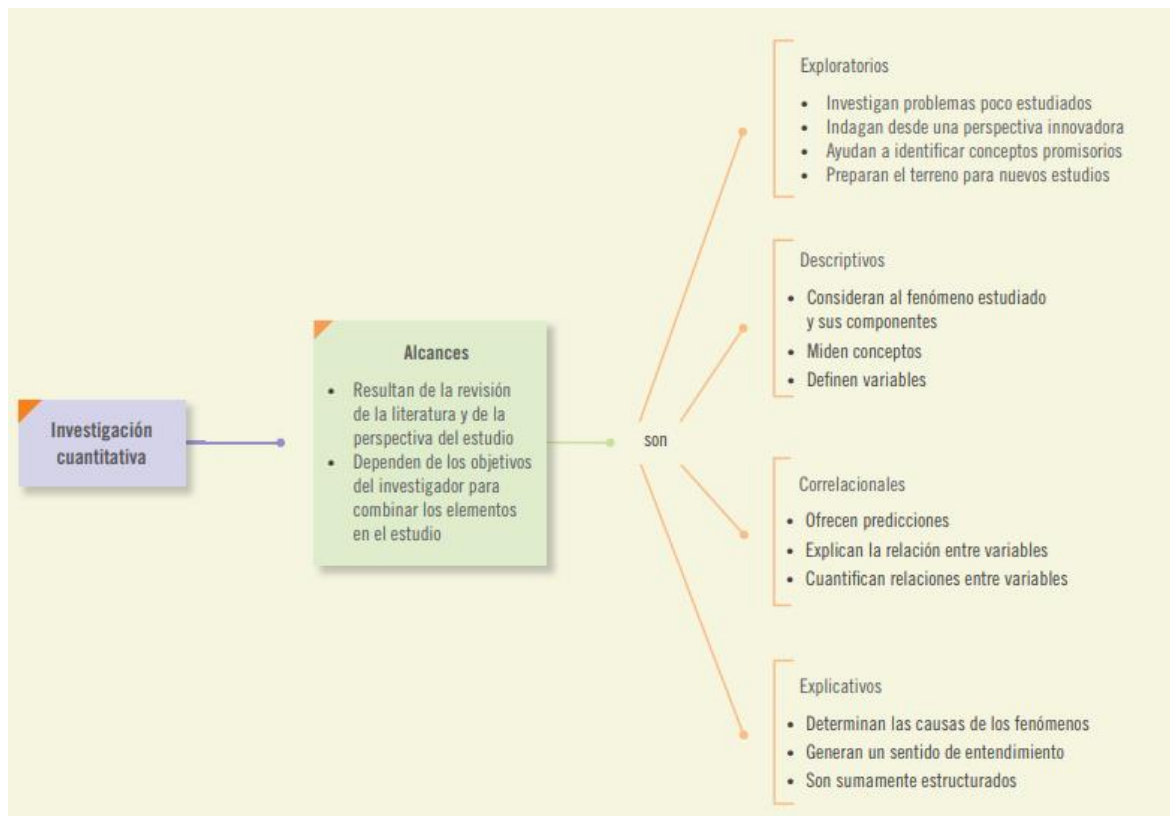 Investigación
cuantitativa
Alcances
• Resultan de la revisión
de la literatura y de la
perspectiva del estudio
• Dependen de los objetivos
del investigador para
combinar los elementos
en el estudio
son
Exploratorios
• Investigan problemas poco estudiados
• Indagan desde una perspectiva innovadora
• Ayudan a identificar conceptos promisorios
• Preparan el terreno para nuevos estudios
Descriptivos
• Consideran al fenómeno estudiado
y sus componentes
• Miden conceptos
• Definen variables
Correlacionales
• Ofrecen predicciones
• Explican la relación entre variables
• Cuantifican relaciones entre variables
Explicativos
• Determinan las causas de los fenómenos
• Generan un sentido de entendimiento
• Son sumamente estructurados